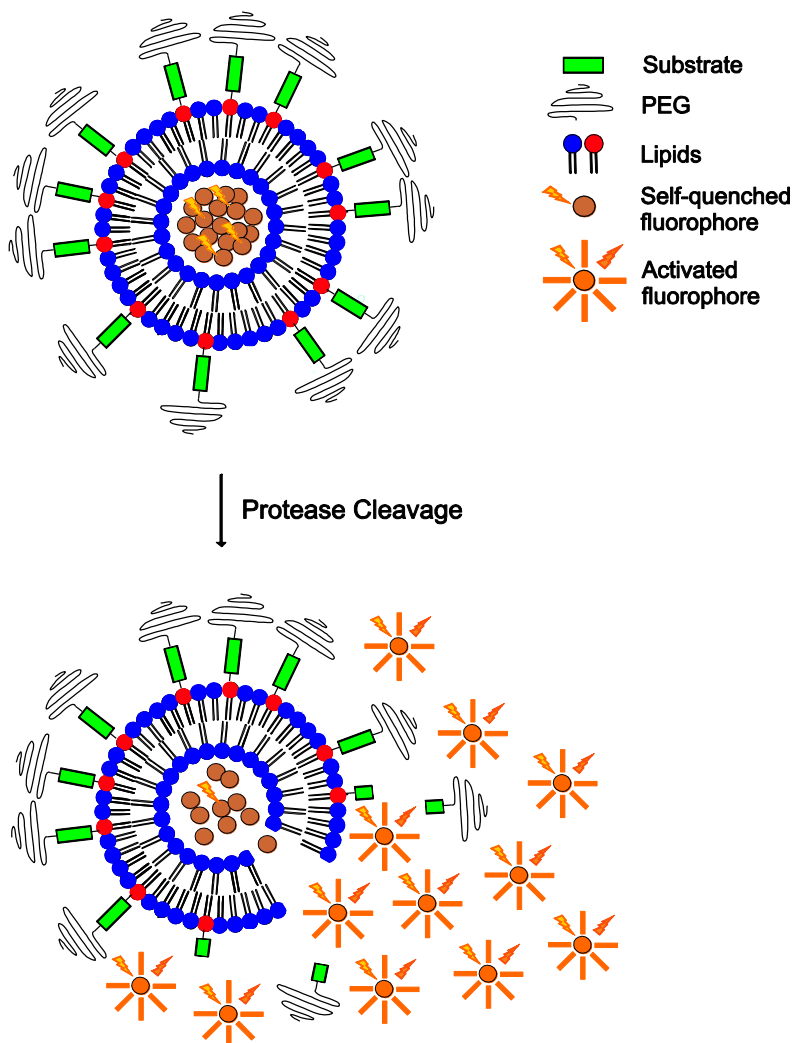 Substrate
PEG
Lipids
Self-quenched
fluorophore
Activated
fluorophore
Protease Cleavage